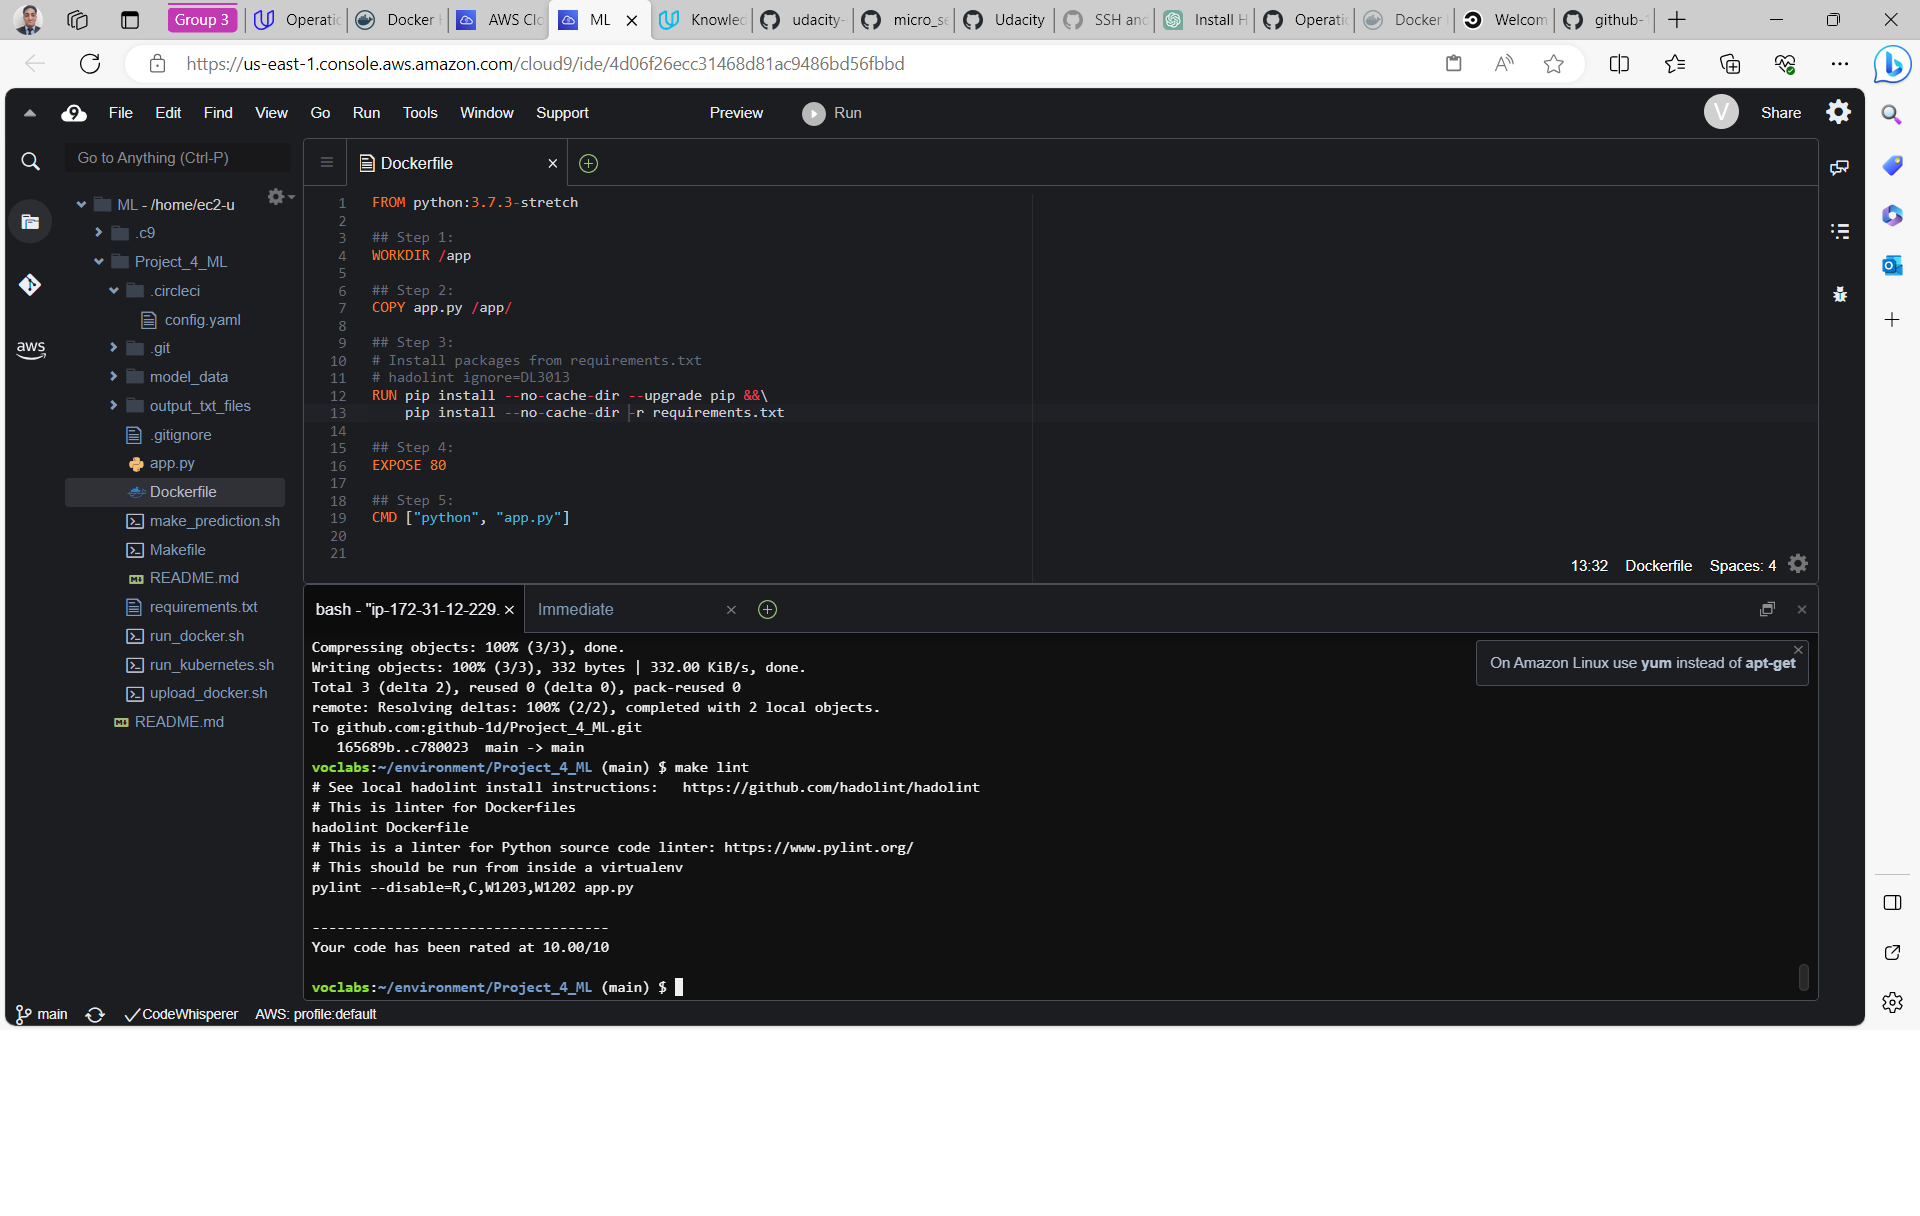 Group 3
Operatic
Docker
AWS Clo
ML
Knowled
udacity-
micro_se
Udacity
SSH and
Install H
Operatic
Docker
Welcom
github-
https://us-east-1.console.aws.amazon.com/cloud9/ide/4d06f26ecc31468d81ac9486bd56fbbd
9 File Edit Find View Go Run Tools Window Support Preview Run V Share
Go to Anything (Ctrl-P)
ML - /home/ec2-u
.c9
Project_4_ML
.circleci
config.yaml
.git
model_data
output_txt_files
.gitignore
app.py
Dockerfile
make_prediction.sh
Makefile
README.md
requirements.txt
run_docker.sh
run_kubernetes.sh
upload_docker.sh
README.md
aws
Dockerfile
1 FROM python:3.7.3-stretch
2
3 ## Step 1:
4 WORKDIR /app
5
6 ## Step 2:
7 COPY app.py /app/
8
9 ## Step 3:
10 # Install packages from requirements.txt
11 # hadolint ignore=DL3013
12 RUN pip install --no-cache-dir --upgrade pip &&\
13     pip install --no-cache-dir -r requirements.txt
14
15 ## Step 4:
16 EXPOSE 80
17
18 ## Step 5:
19 CMD ["python", "app.py"]
20
21
13:32 Dockerfile Spaces: 4
bash - "ip-172-31-12-229. Immediate
Compressing objects: 100% (3/3), done.
Writing objects: 100% (3/3), 332 bytes | 332.00 KiB/s, done.
Total 3 (delta 2), reused 0 (delta 0), pack-reused 0
remote: Resolving deltas: 100% (2/2), completed with 2 local objects.
To github.com:github-1d/Project_4_ML.git
   165689b..c780023  main -> main
voclabs:~/environment/Project_4_ML (main) $ make lint
# See local hadolint install instructions:   https://github.com/hadolint/hadolint
# This is linter for Dockerfiles
hadolint Dockerfile
# This is a linter for Python source code linter: https://www.pylint.org/
# This should be run from inside a virtualenv
pylint --disable=R,C,W1203,W1202 app.py
------------------------------------
Your code has been rated at 10.00/10
voclabs:~/environment/Project_4_ML (main) $
On Amazon Linux use yum instead of apt-get
main CodeWhisperer AWS: profile:default